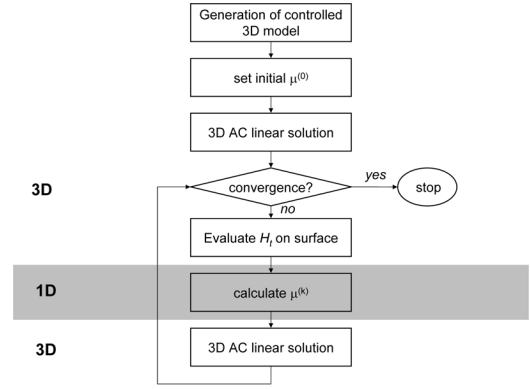 Generation of controlled
3D model
set initial μ⁽⁰⁾
3D AC linear solution
3D
convergence?
yes
stop
no
Evaluate Hₜ on surface
1D
calculate μ⁽ᵏ⁾
3D
3D AC linear solution